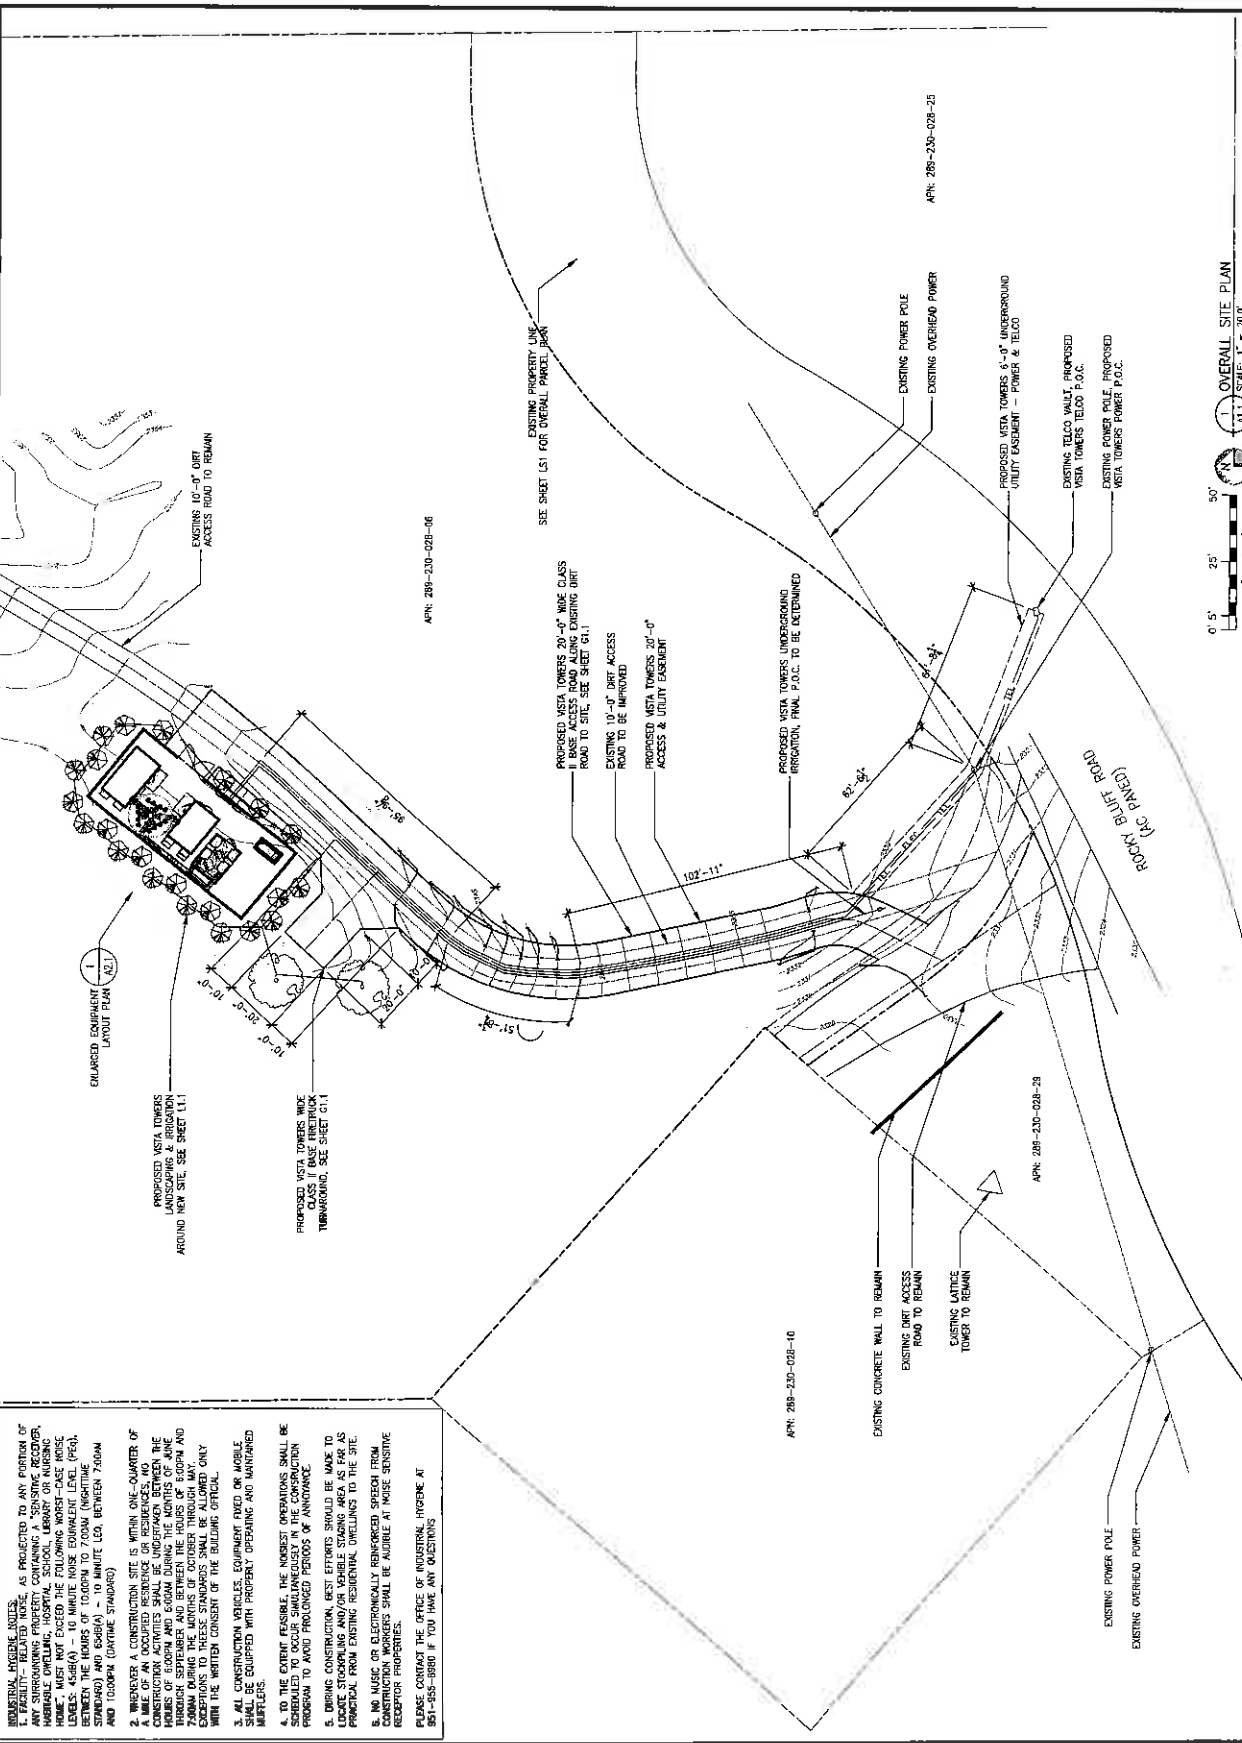 INDUSTRIAL HYGIENE NOTES:
1. FACILITY- RELATED NOISE, AS PROJECTED TO ANY PORTION OF
ANY SURROUNDING PROPERTY CONTAINING A "SENSITIVE RECEIVER,
HABITABLE DWELLING, HOSPITAL, SCHOOL, LIBRARY OR NURSING
HOME", MUST NOT EXCEED THE FOLLOWING WORST-CASE NOISE
LEVELS: 45dB(A) - 10 MINUTE NOISE EQUIVALENT LEVEL (PEQ),
BETWEEN THE HOURS OF 10:00PM TO 7:00AM (NIGHTTIME
STANDARD) AND 65dB(A) - 10 MINUTE LEQ, BETWEEN 7:00AM
AND 10:00PM (DAYTIME STANDARD)
2. WHENEVER A CONSTRUCTION SITE IS WITHIN ONE-QUARTER OF
A MILE OF AN OCCUPIED RESIDENCE OR RESIDENCES, NO
CONSTRUCTION ACTIVITIES SHALL BE UNDERTAKEN BETWEEN THE
HOURS OF 6:00PM AND 6:00AM DURING THE MONTHS OF JUNE
THROUGH SEPTEMBER AND BETWEEN THE HOURS OF 6:00PM AND
7:00AM DURING THE MONTHS OF OCTOBER THROUGH MAY.
EXCEPTIONS TO THESE STANDARDS SHALL BE ALLOWED ONLY
WITH THE WRITTEN CONSENT OF THE BUILDING OFFICIAL.
3. ALL CONSTRUCTION VEHICLES, EQUIPMENT FIXED OR MOBILE
SHALL BE EQUIPPED WITH PROPERLY OPERATING AND MAINTAINED
MUFFLERS.
4. TO THE EXTENT FEASIBLE, THE NOISIEST OPERATIONS SHALL BE
SCHEDULED TO OCCUR SIMULTANEOUSLY IN THE CONSTRUCTION
PROGRAM TO AVOID PROLONGED PERIODS OF ANNOYANCE.
5. DURING CONSTRUCTION, BEST EFFORTS SHOULD BE MADE TO
LOCATE STOCKPILING AND/OR VEHICLE STAGING AREA AS FAR AS
PRACTICAL FROM EXISTING RESIDENTIAL DWELLINGS TO THE SITE.
6. NO MUSIC OR ELECTRONICALLY REINFORCED SPEECH FROM
CONSTRUCTION WORKERS SHALL BE AUDIBLE AT NOISE SENSITIVE
RECEPTOR PROPERTIES.
PLEASE CONTACT THE OFFICE OF INDUSTRIAL HYGIENE AT
951-955-8980 IF YOU HAVE ANY QUESTIONS
ENLARGED EQUIPMENT
LAYOUT PLAN
1
A2.1
PROPOSED VISTA TOWERS
LANDSCAPING & IRRIGATION
AROUND NEW SITE, SEE SHEET L1.1
PROPOSED VISTA TOWERS WIDE
CLASS II BASE FIRETRUCK
TURNAROUND, SEE SHEET G1.1
EXISTING 10'-0" DIRT
ACCESS ROAD TO REMAIN
APN: 289-230-028-06
EXISTING PROPERTY LINE
SEE SHEET LS1 FOR OVERALL PARCEL PLAN
APN: 289-230-028-25
10'-0"
20'-0"
10'-0"
20'-0"
20'-0"
102'-11"
PROPOSED VISTA TOWERS 20'-0" WIDE CLASS
II BASE ACCESS ROAD ALONG EXISTING DIRT
ROAD TO SITE, SEE SHEET G1.1
EXISTING 10'-0" DIRT ACCESS
ROAD TO BE IMPROVED
PROPOSED VISTA TOWERS 20'-0"
ACCESS & UTILITY EASEMENT
PROPOSED VISTA TOWERS UNDERGROUND
IRRIGATION, FINAL P.O.C. TO BE DETERMINED
EXISTING POWER POLE
EXISTING OVERHEAD POWER
PROPOSED VISTA TOWERS 6'-0" UNDERGROUND
UTILITY EASEMENT - POWER & TELCO
EXISTING TELCO VAULT, PROPOSED
VISTA TOWERS TELCO P.O.C.
EXISTING POWER POLE, PROPOSED
VISTA TOWERS POWER P.O.C.
ROCKY BLUFF ROAD
(AC PAVED)
APN: 289-230-028-10
EXISTING CONCRETE WALL TO REMAIN
EXISTING DIRT ACCESS
ROAD TO REMAIN
EXISTING LATTICE
TOWER TO REMAIN
APN: 289-230-028-29
EXISTING POWER POLE
EXISTING OVERHEAD POWER
0' 5' 25' 50'
N
1
OVERALL SITE PLAN